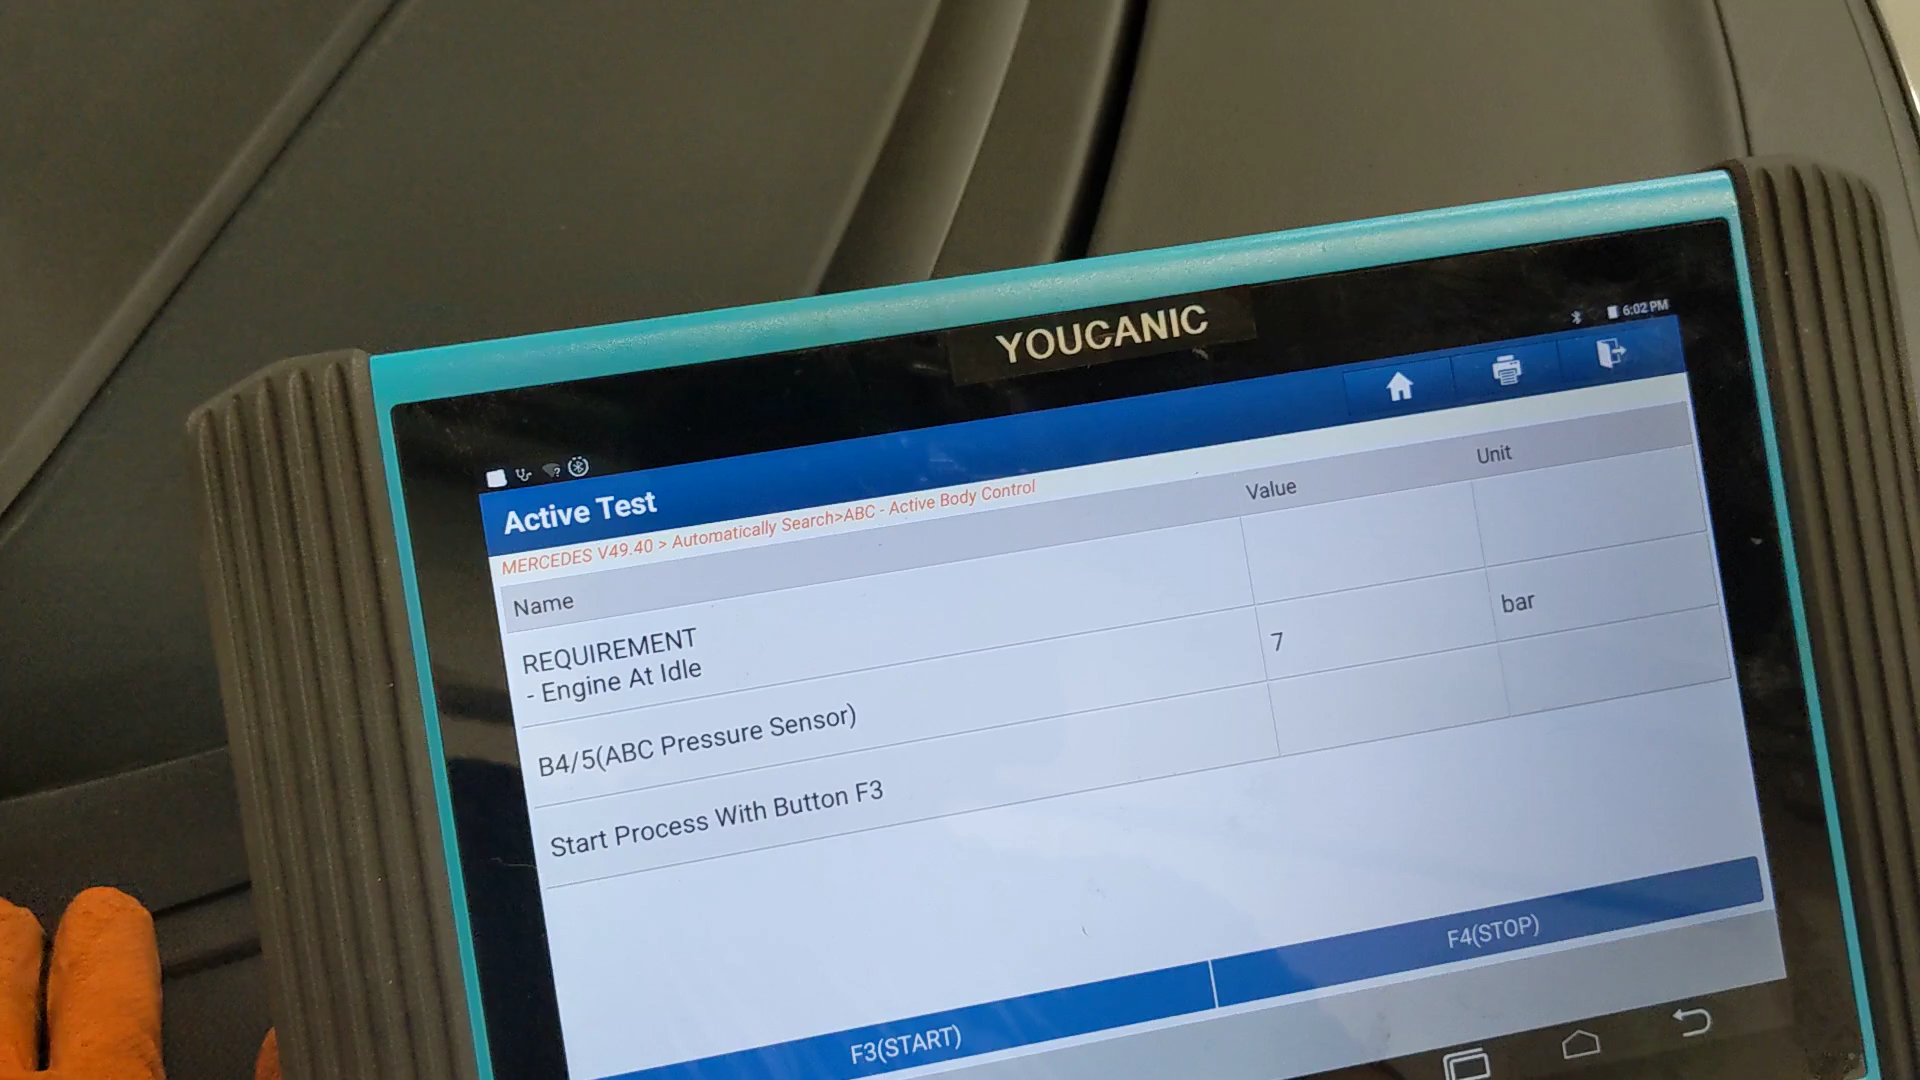 YOUCANIC
6:02 PM
Active Test
MERCEDES V49.40 > Automatically Search>ABC - Active Body Control
Name Value Unit
REQUIREMENT
- Engine At Idle
B4/5(ABC Pressure Sensor) 7 bar
Start Process With Button F3
F3(START) F4(STOP)